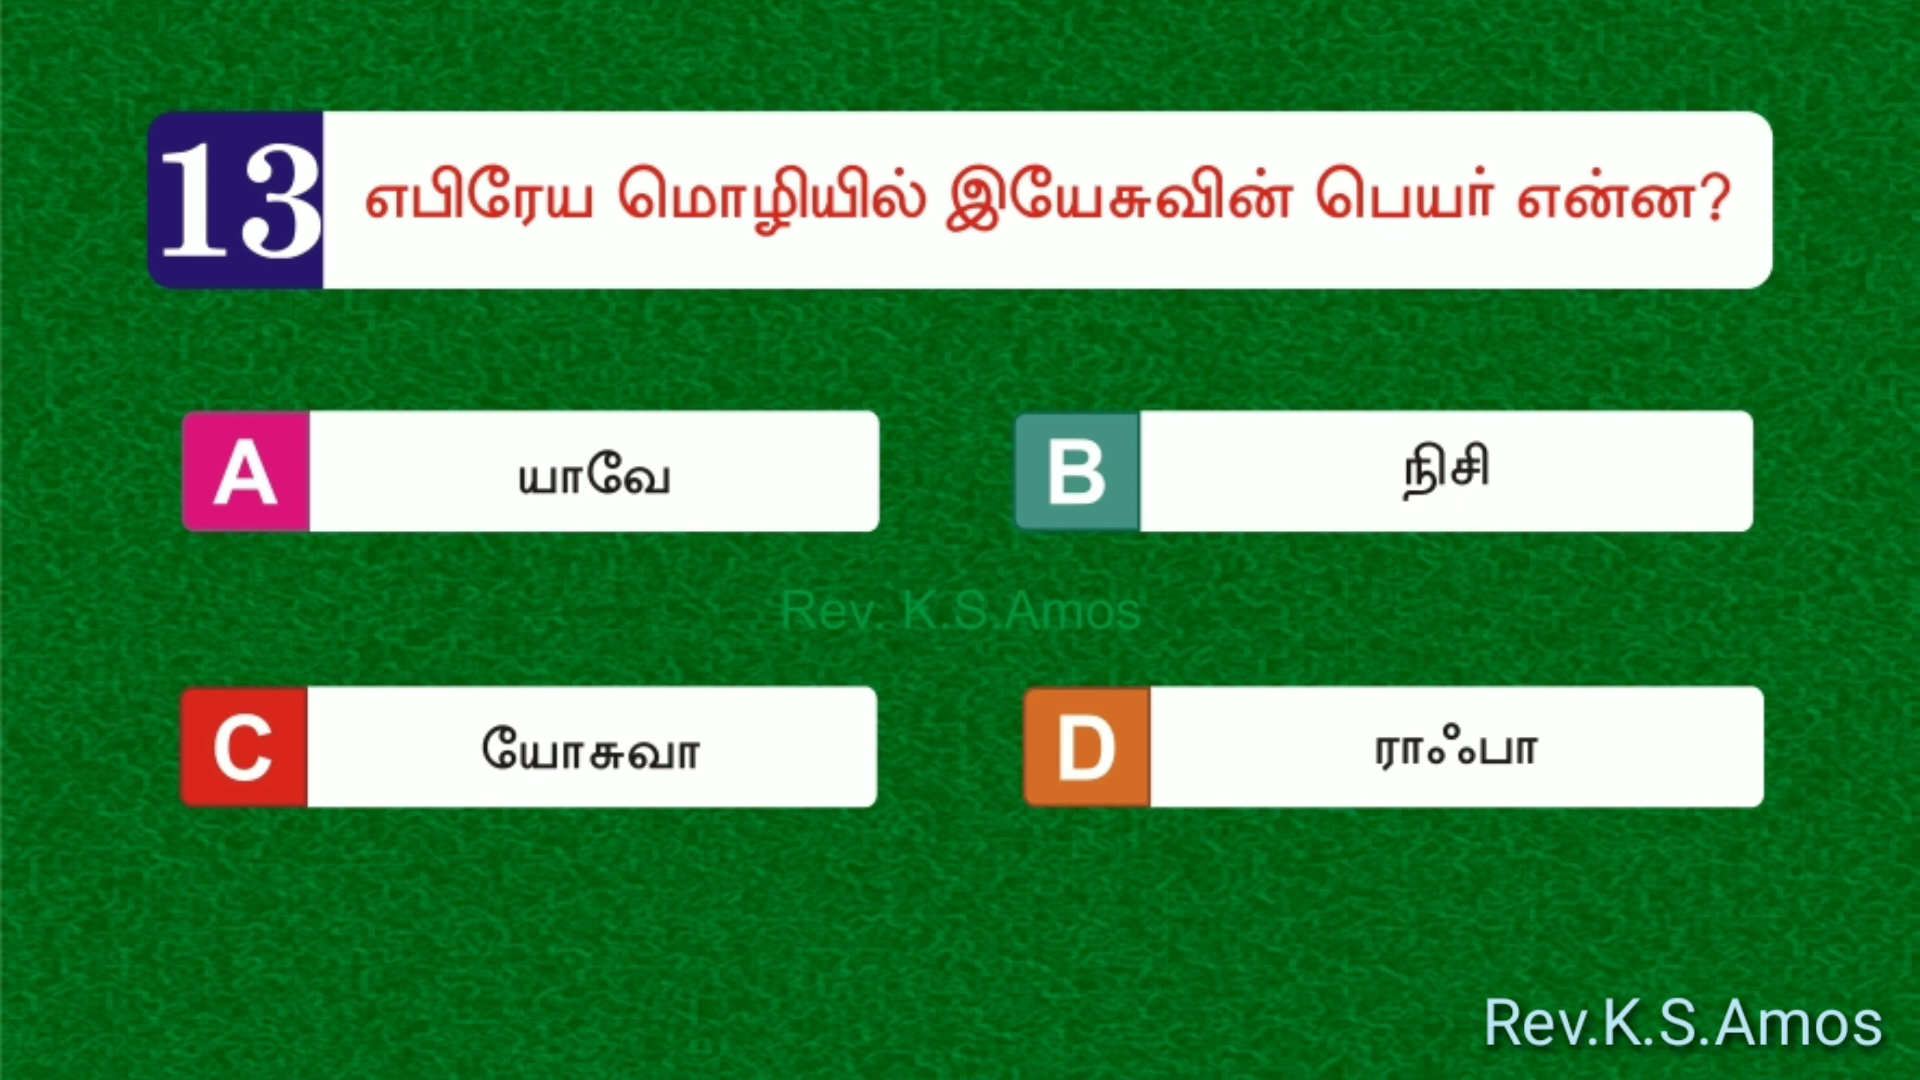 13 எபிரேய மொழியில் இயேசுவின் பெயர் என்ன?
A யாவே
B நிசி
Rev. K.S.Amos
C யோசுவா
D ராஃபா
Rev.K.S.Amos